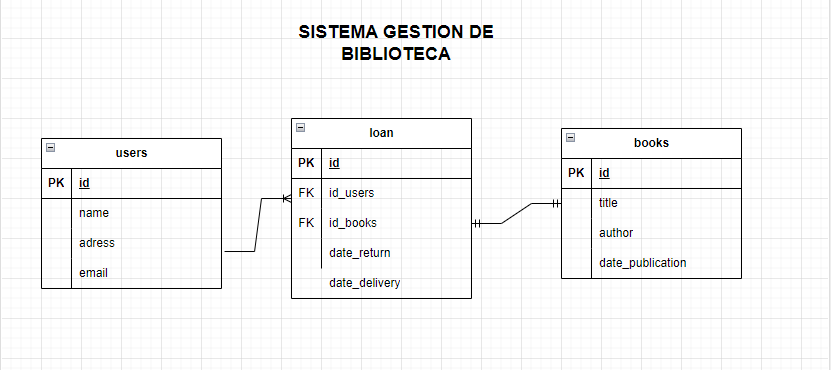 SISTEMA GESTION DE
BIBLIOTECA
users
PK id
name
adress
email
loan
PK id
FK id_users
FK id_books
date_return
date_delivery
books
PK id
title
author
date_publication